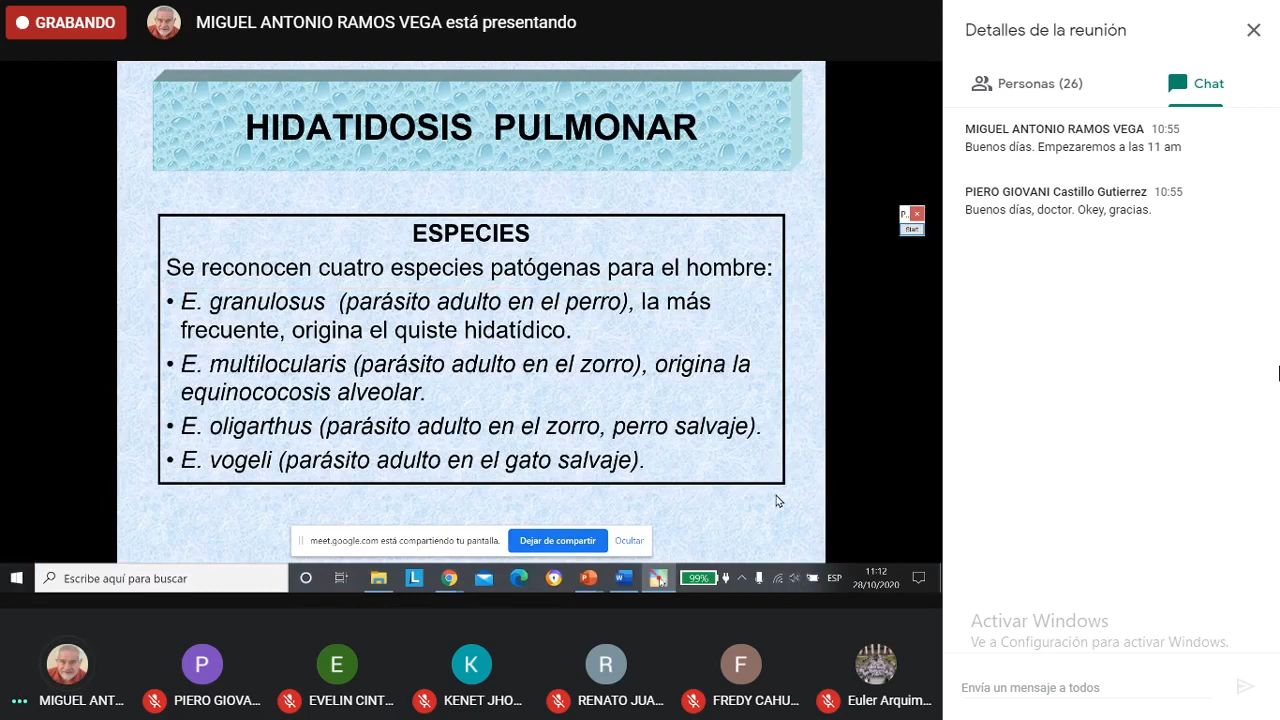 GRABANDO
MIGUEL ANTONIO RAMOS VEGA está presentando
HIDATIDOSIS PULMONAR
ESPECIES
Se reconocen cuatro especies patógenas para el hombre:
• E. granulosus (parásito adulto en el perro), la más
frecuente, origina el quiste hidatídico.
• E. multilocularis (parásito adulto en el zorro), origina la
equinococosis alveolar.
• E. oligarthus (parásito adulto en el zorro, perro salvaje).
• E. vogeli (parásito adulto en el gato salvaje).
P..
Start
meet.google.com está compartiendo tu pantalla.
Dejar de compartir
Ocultar
Escribe aquí para buscar
L
99%
ESP
11:12
28/10/2020
P
E
K
R
F
MIGUEL ANT...
PIERO GIOVA...
EVELIN CINT...
KENET JHO...
RENATO JUA...
FREDY CAHU...
Euler Arquim...
Detalles de la reunión
Personas (26)
Chat
MIGUEL ANTONIO RAMOS VEGA 10:55
Buenos días. Empezaremos a las 11 am
PIERO GIOVANI Castillo Gutierrez 10:55
Buenos días, doctor. Okey, gracias.
Activar Windows
Ve a Configuración para activar Windows.
Envía un mensaje a todos